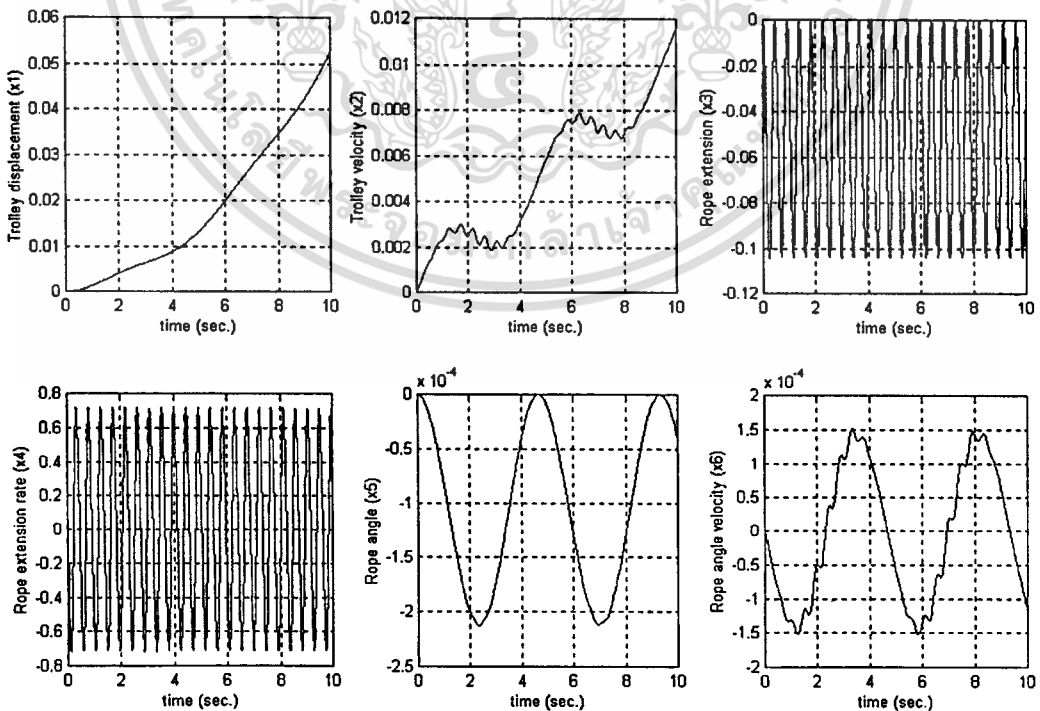 0.06
0.05
0.04
0.03
0.02
0.01
0
Trolley displacement (x1)
0 2 4 6 8 10
time (sec.)
0.012
0.01
0.008
0.006
0.004
0.002
0
Trolley velocity (x2)
0 2 4 6 8 10
time (sec.)
0
-0.02
-0.04
-0.06
-0.08
-0.1
-0.12
Rope extension (x3)
0 2 4 6 8 10
time (sec.)
0.8
0.6
0.4
0.2
0
-0.2
-0.4
-0.6
-0.8
Rope extension rate (x4)
0 2 4 6 8 10
time (sec.)
x 10⁻⁴
0
-0.5
-1
-1.5
-2
-2.5
Rope angle (x5)
0 2 4 6 8 10
time (sec.)
x 10⁻⁴
2
1.5
1
0.5
0
-0.5
-1
-1.5
-2
Rope angle velocity (x6)
0 2 4 6 8 10
time (sec.)